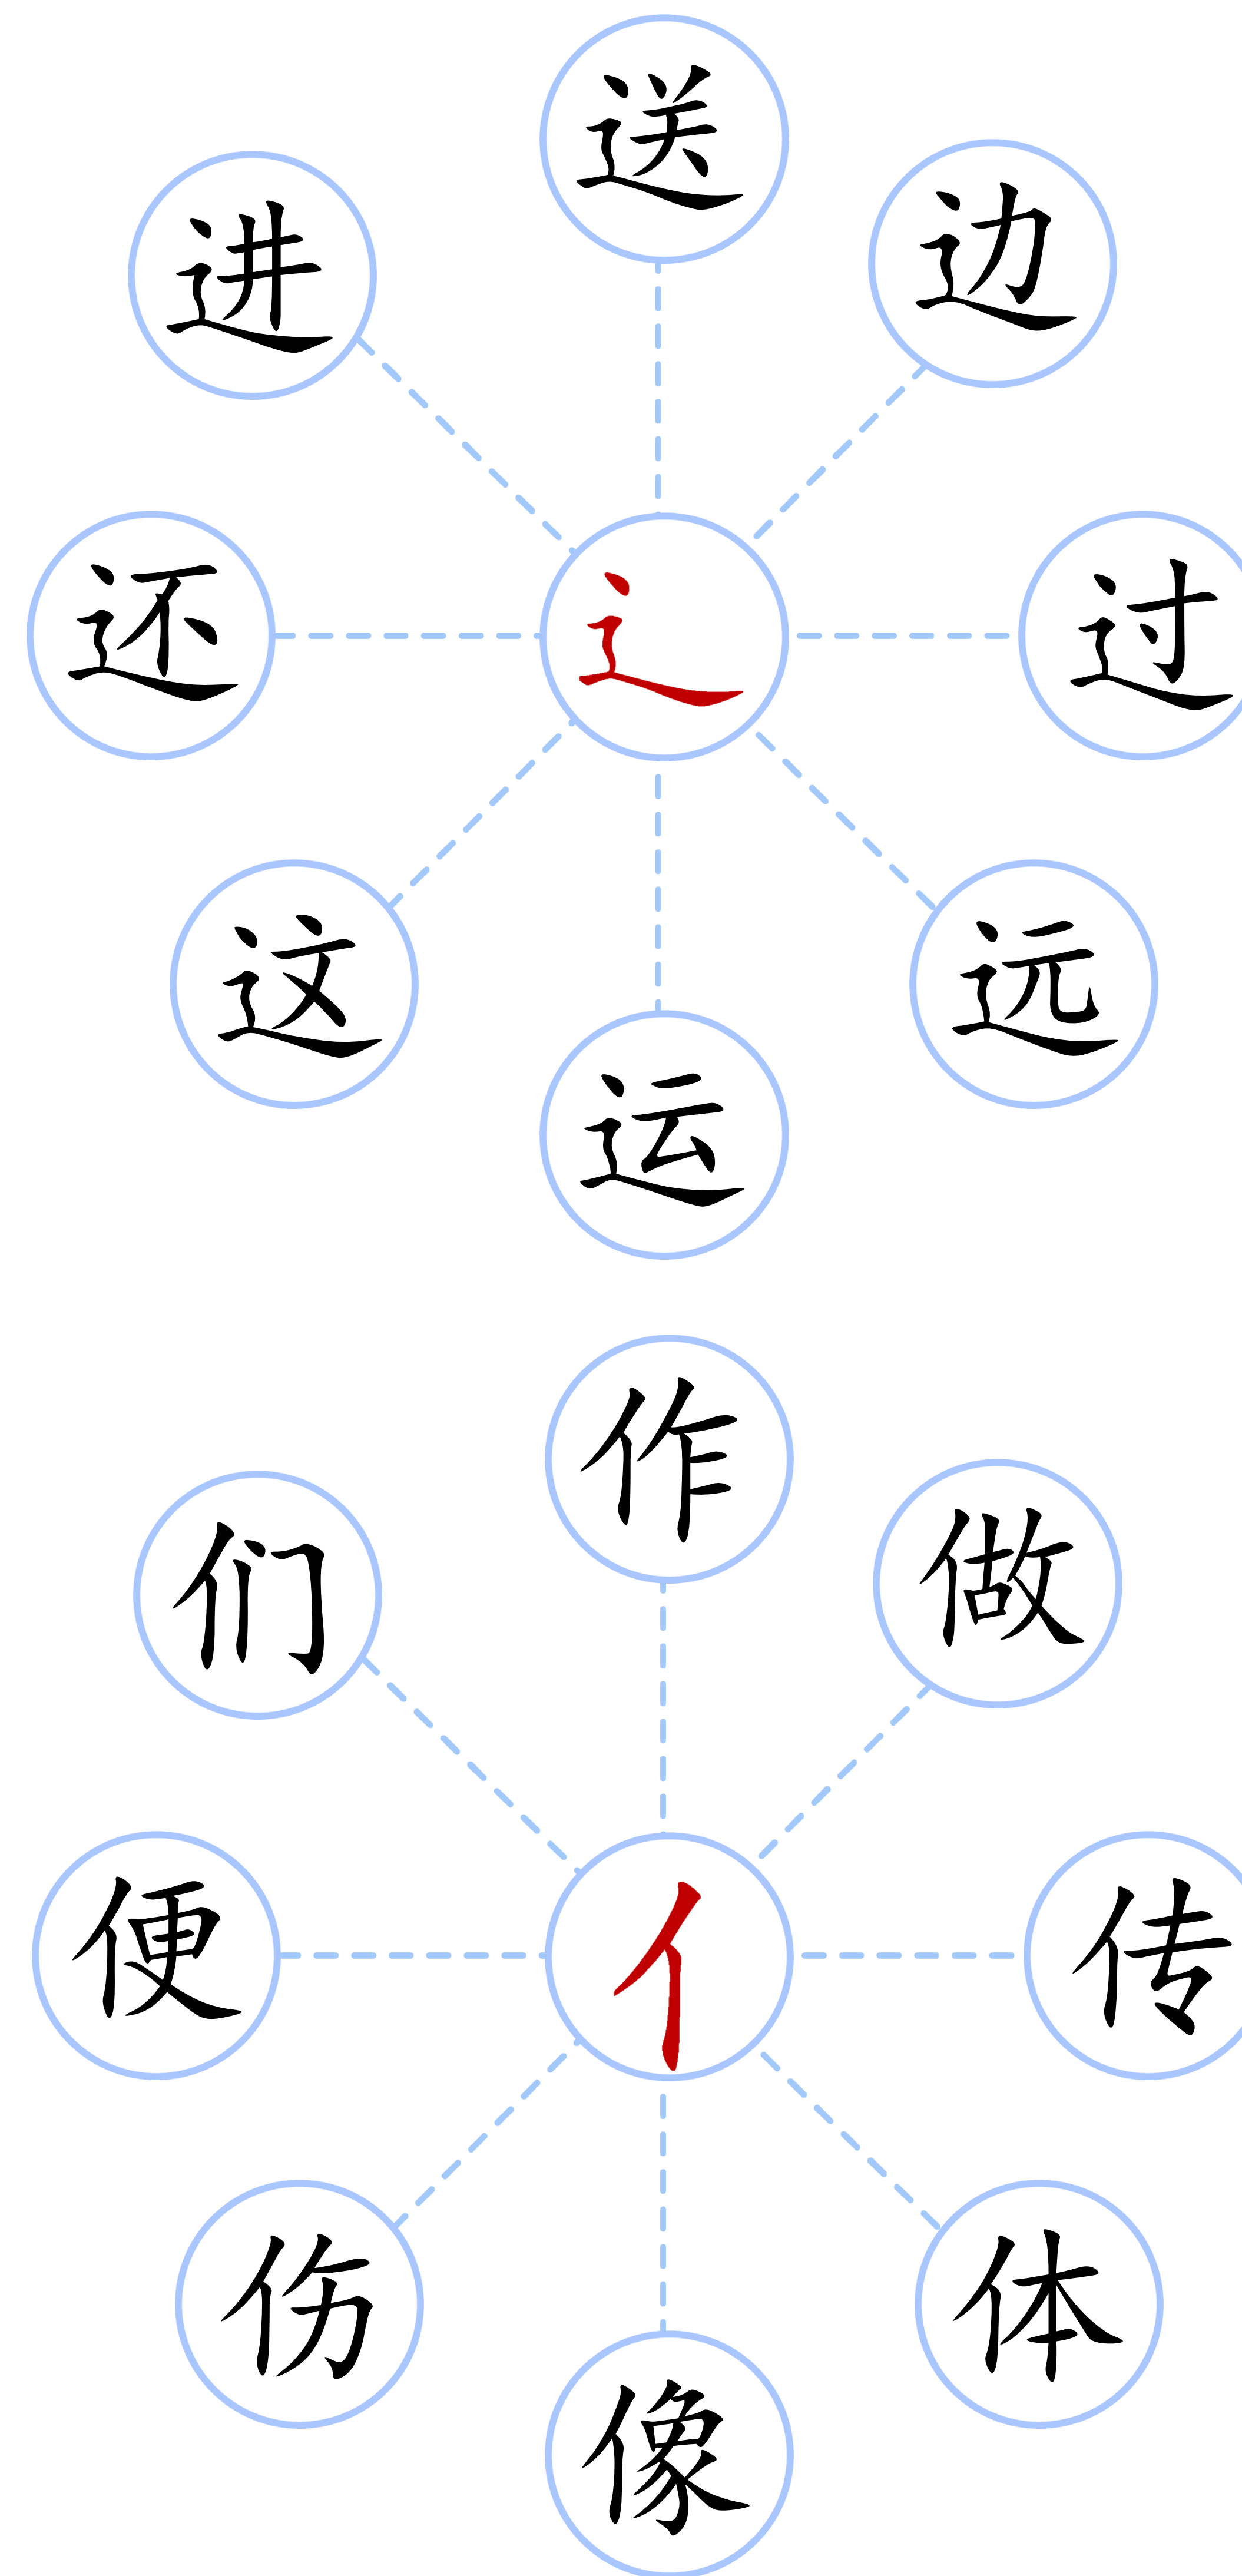 送
进
边
还
辶
过
这
远
运
作
们
做
便
亻
传
伤
体
像